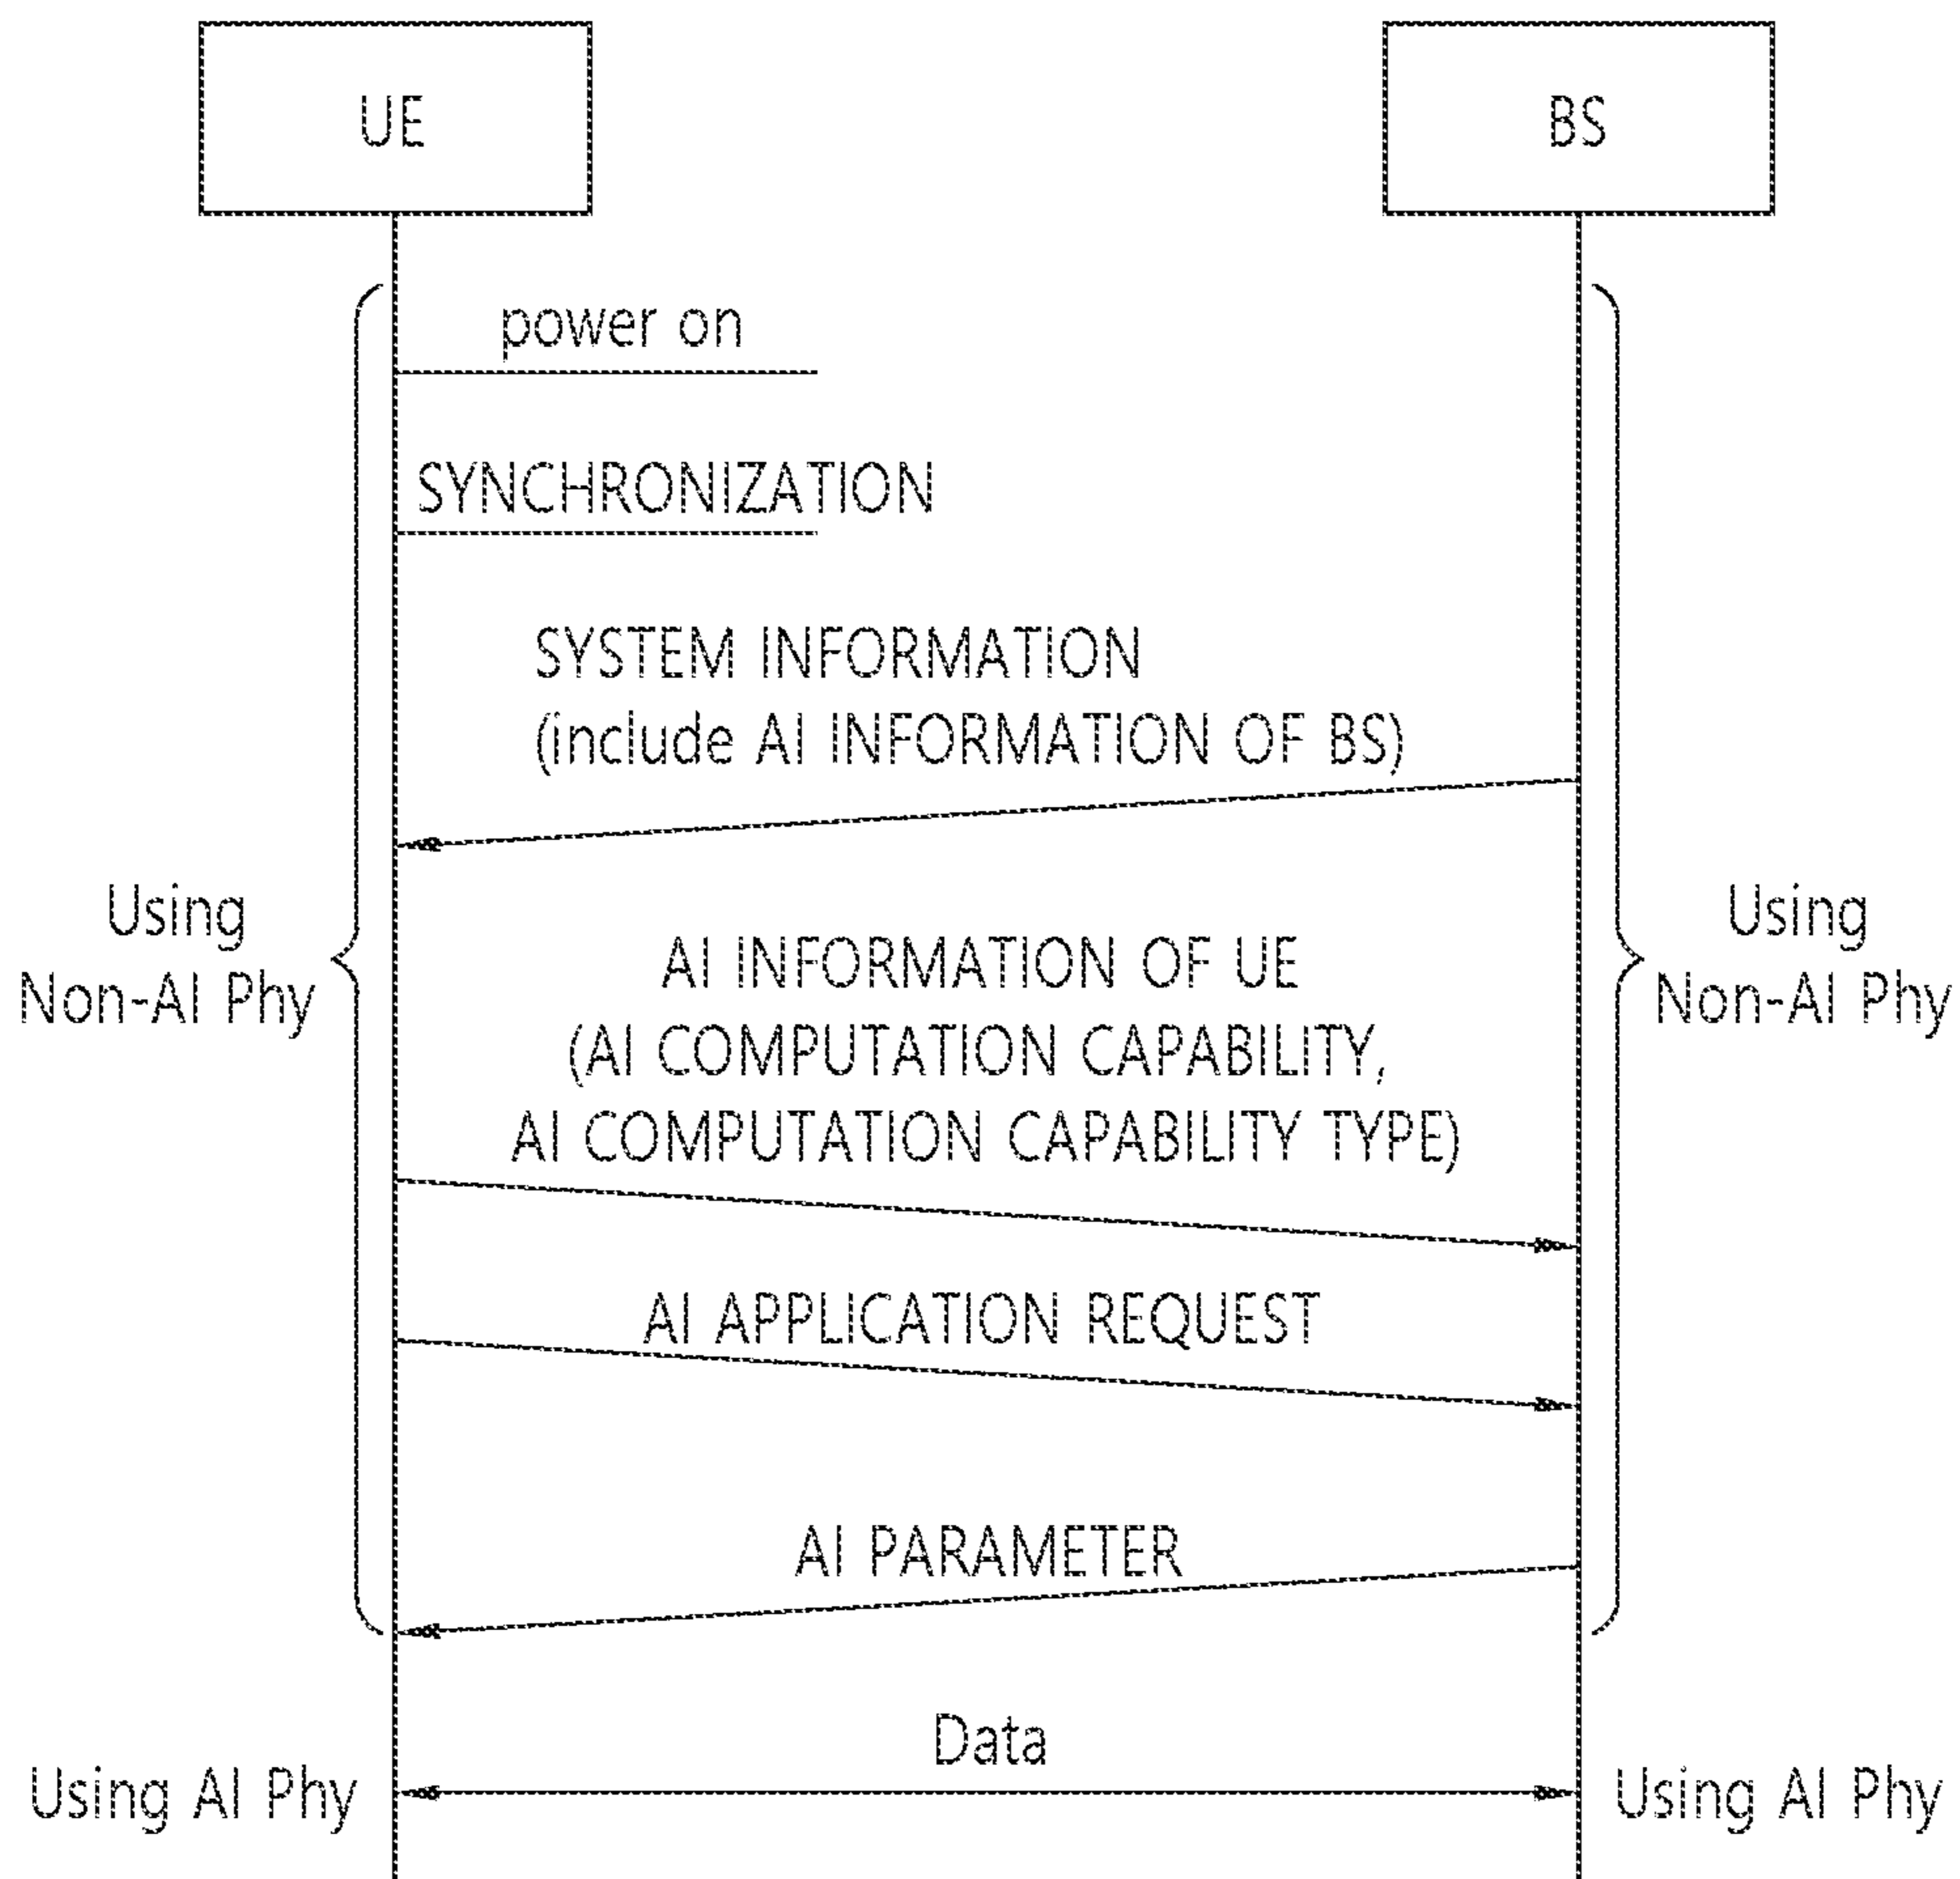 UE
BS
power on
SYNCHRONIZATION
SYSTEM INFORMATION
(include AI INFORMATION OF BS)
Using
Non-AI Phy
AI INFORMATION OF UE
(AI COMPUTATION CAPABILITY,
AI COMPUTATION CAPABILITY TYPE)
Using
Non-AI Phy
AI APPLICATION REQUEST
AI PARAMETER
Data
Using AI Phy
Using AI Phy